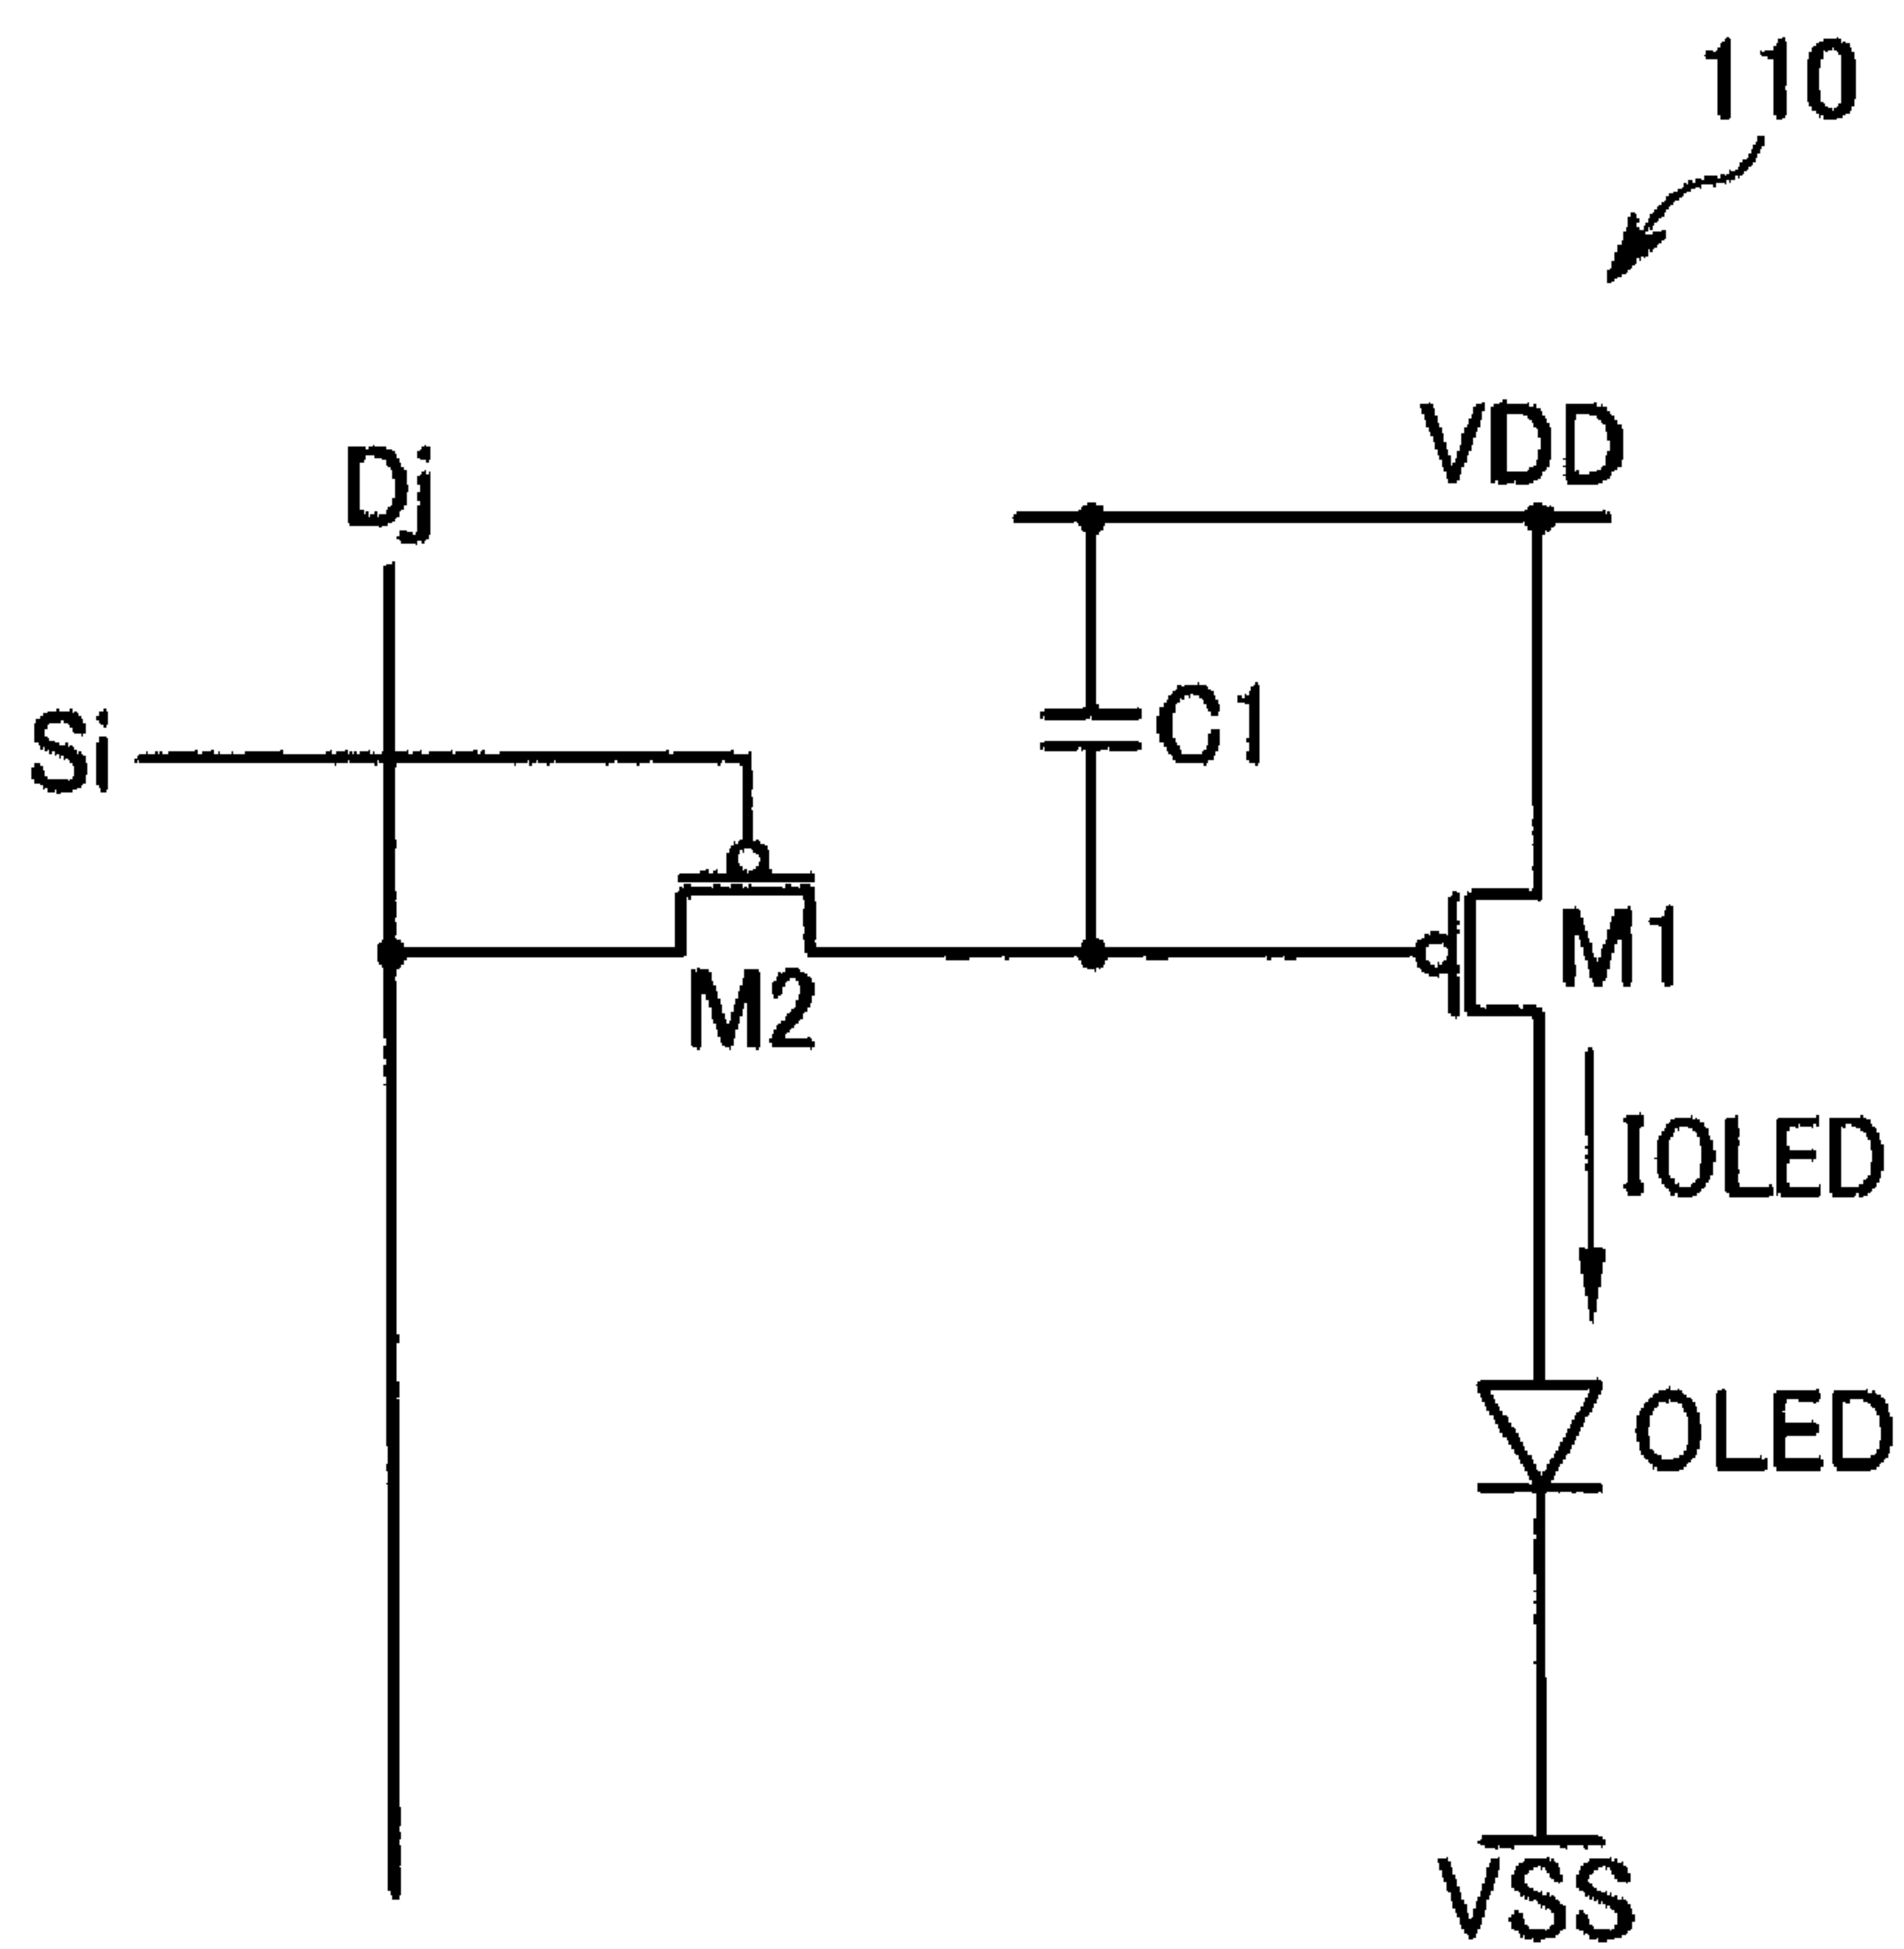 110
VDD
Dj
C1
Si
M1
M2
IOLED
OLED
VSS